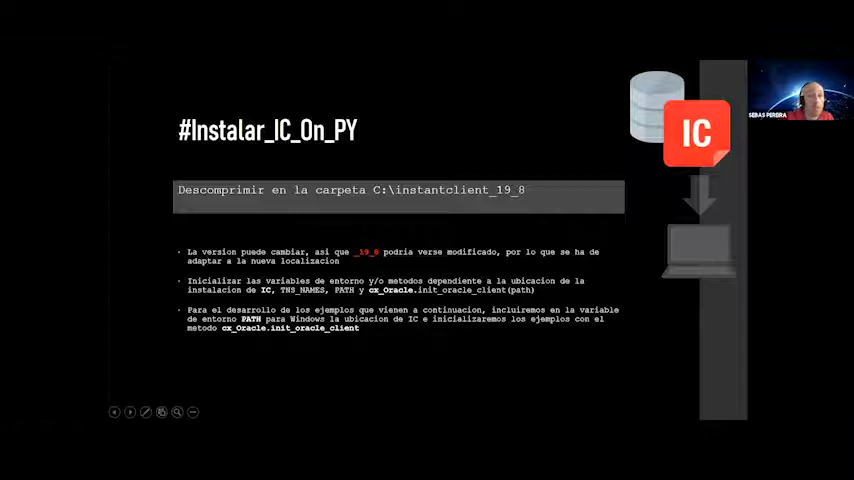 #Instalar_IC_On_PY
IC
SEBAS PEREIRA
Descomprimir en la carpeta C:\instantclient_19_8
· La version puede cambiar, asi que _19_8 podria verse modificado, por lo que se ha de
adaptar a la nueva localizacion
· Inicializar las variables de entorno y/o metodos dependiente a la ubicacion de la
instalacion de IC, TNS_NAMES, PATH y cx_Oracle.init_oracle_client(path)
· Para el desarrollo de los ejemplos que vienen a continuacion, incluiremos en la variable
de entorno PATH para Windows la ubicacion de IC e inicializaremos los ejemplos con el
metodo cx_Oracle.init_oracle_client